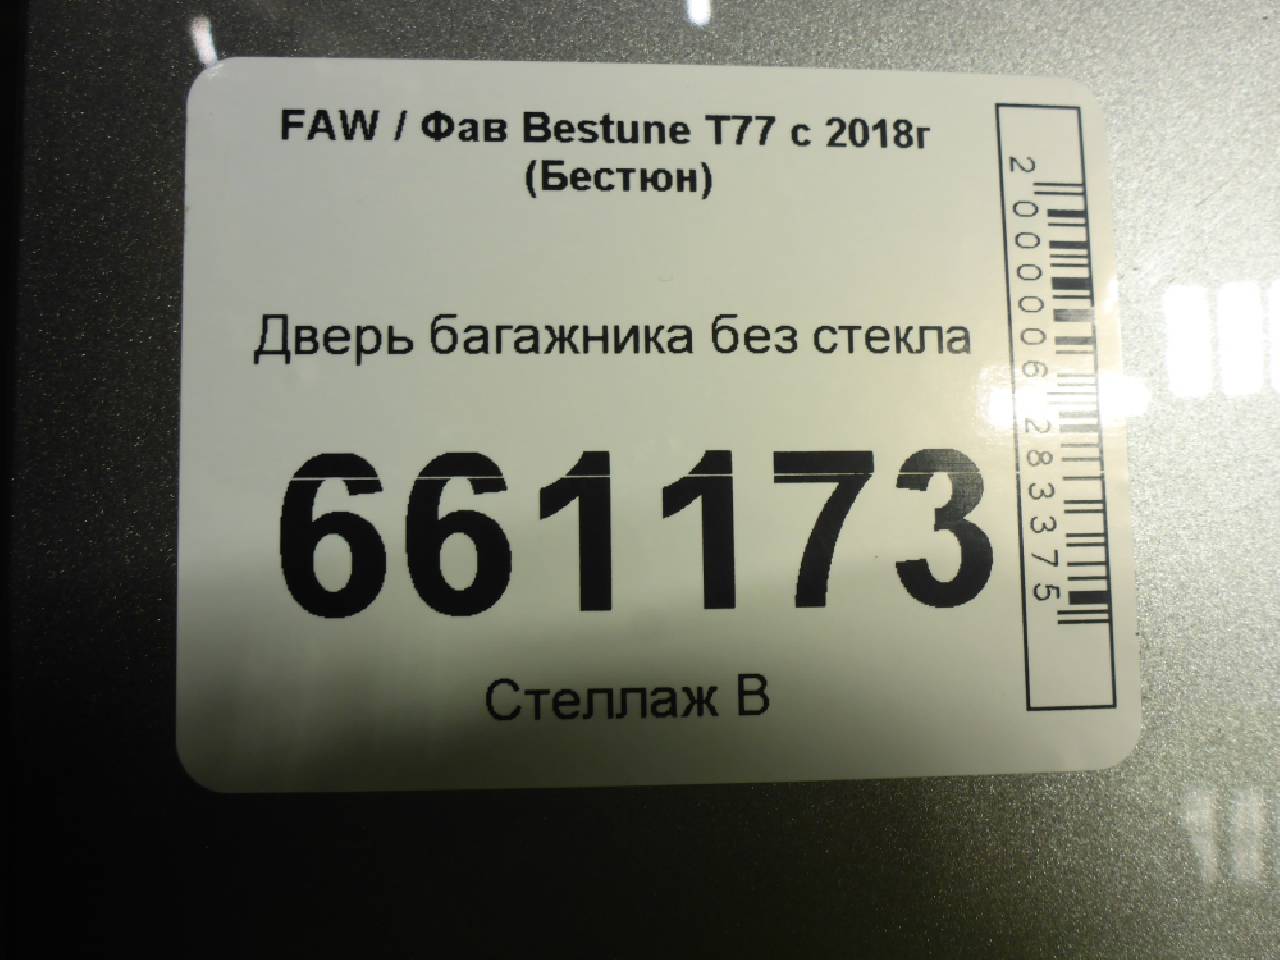 FAW / Фав Bestune T77 с 2018г
(Бестюн)
Дверь багажника без стекла
661173
Стеллаж В
2000006283375